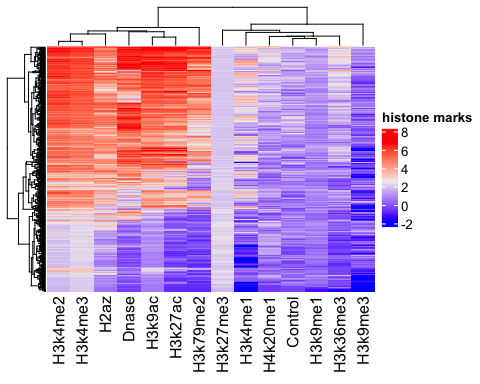 histone marks
8
6
4
2
0
-2
H3k4me2
H3k4me3
H2az
Dnase
H3k9ac
H3k27ac
H3k79me2
H3k27me3
H3k4me1
H4k20me1
Control
H3k9me1
H3k36me3
H3k9me3